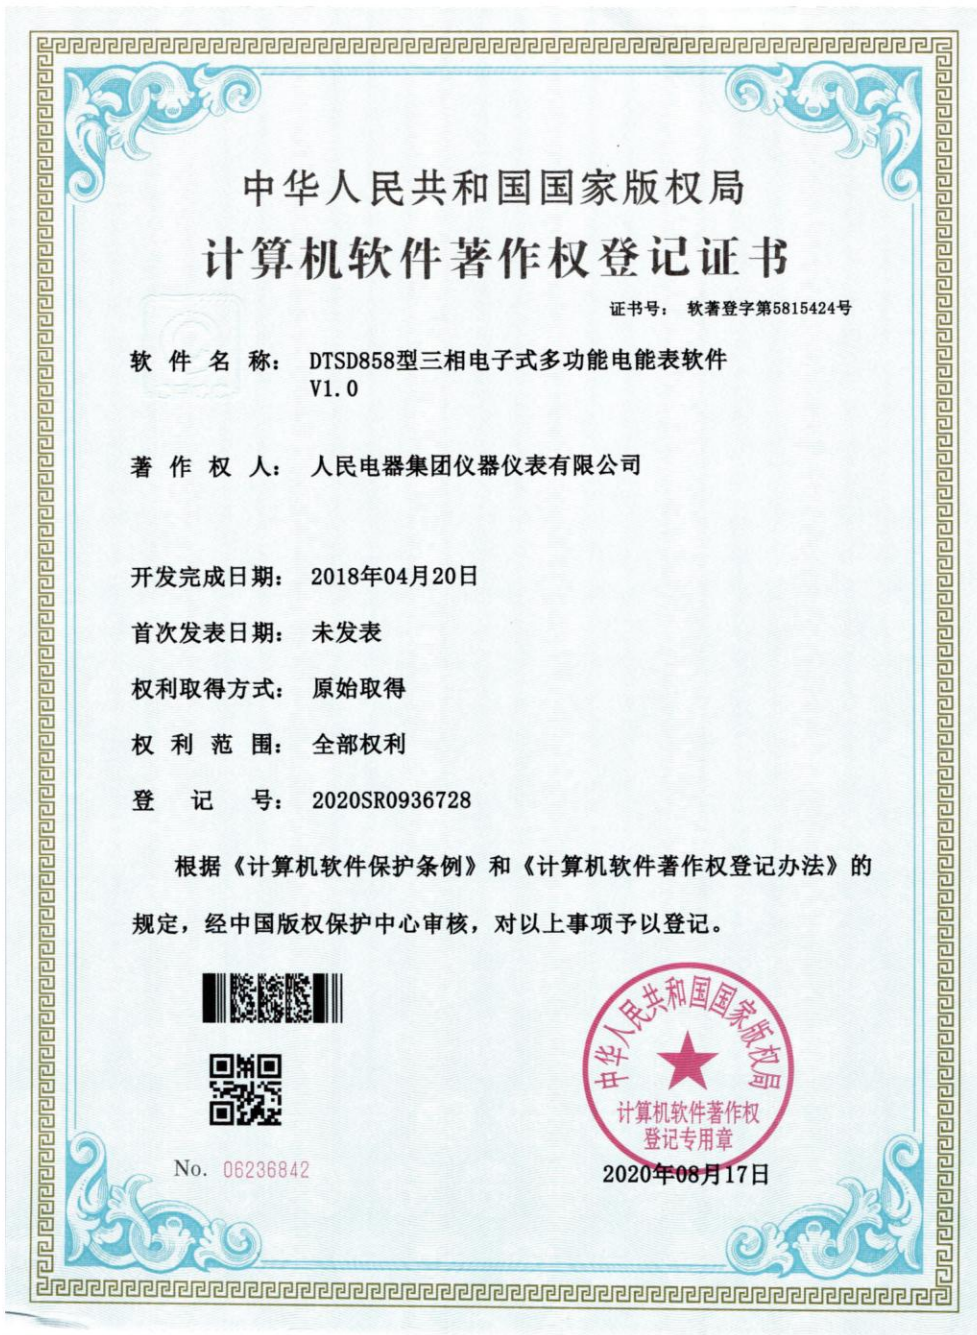 中华人民共和国国家版权局
计算机软件著作权登记证书
证书号： 软著登字第5815424号
软件名称： DTSD858型三相电子式多功能电能表软件
V1.0
著作权人： 人民电器集团仪器仪表有限公司
开发完成日期： 2018年04月20日
首次发表日期： 未发表
权利取得方式： 原始取得
权利范围： 全部权利
登记号： 2020SR0936728
根据《计算机软件保护条例》和《计算机软件著作权登记办法》的
规定，经中国版权保护中心审核，对以上事项予以登记。
中华人民共和国国家版权局
计算机软件著作权
登记专用章
No. 06236842
2020年08月17日